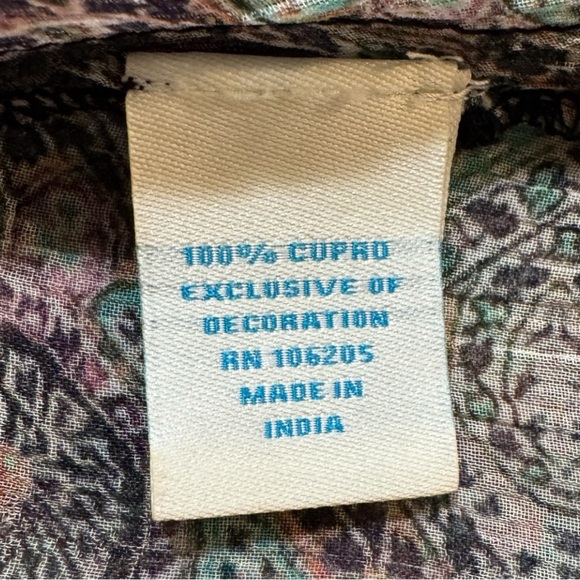 100% CUPRO
EXCLUSIVE OF
DECORATION
RN 106205
MADE IN
INDIA